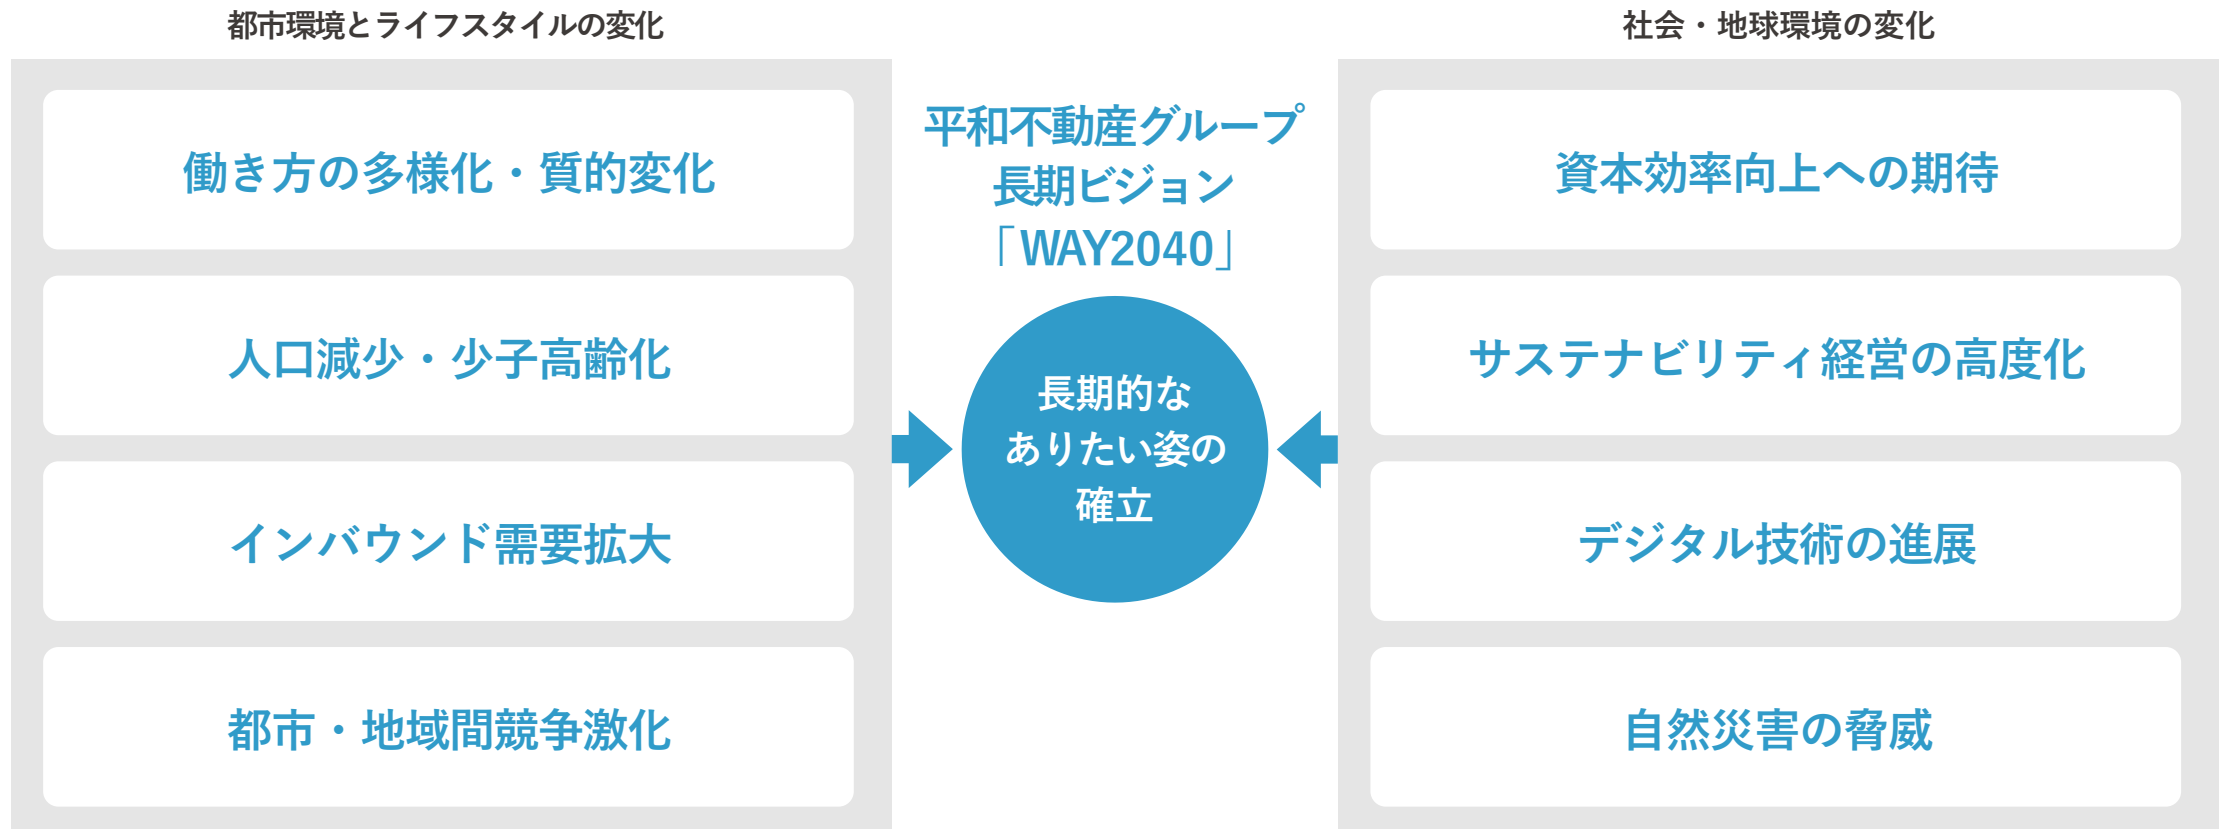 都市環境とライフスタイルの変化
働き方の多様化・質的変化
人口減少・少子高齢化
インバウンド需要拡大
都市・地域間競争激化
平和不動産グループ
長期ビジョン
「WAY2040」
長期的な
ありたい姿の
確立
社会・地球環境の変化
資本効率向上への期待
サステナビリティ経営の高度化
デジタル技術の進展
自然災害の脅威